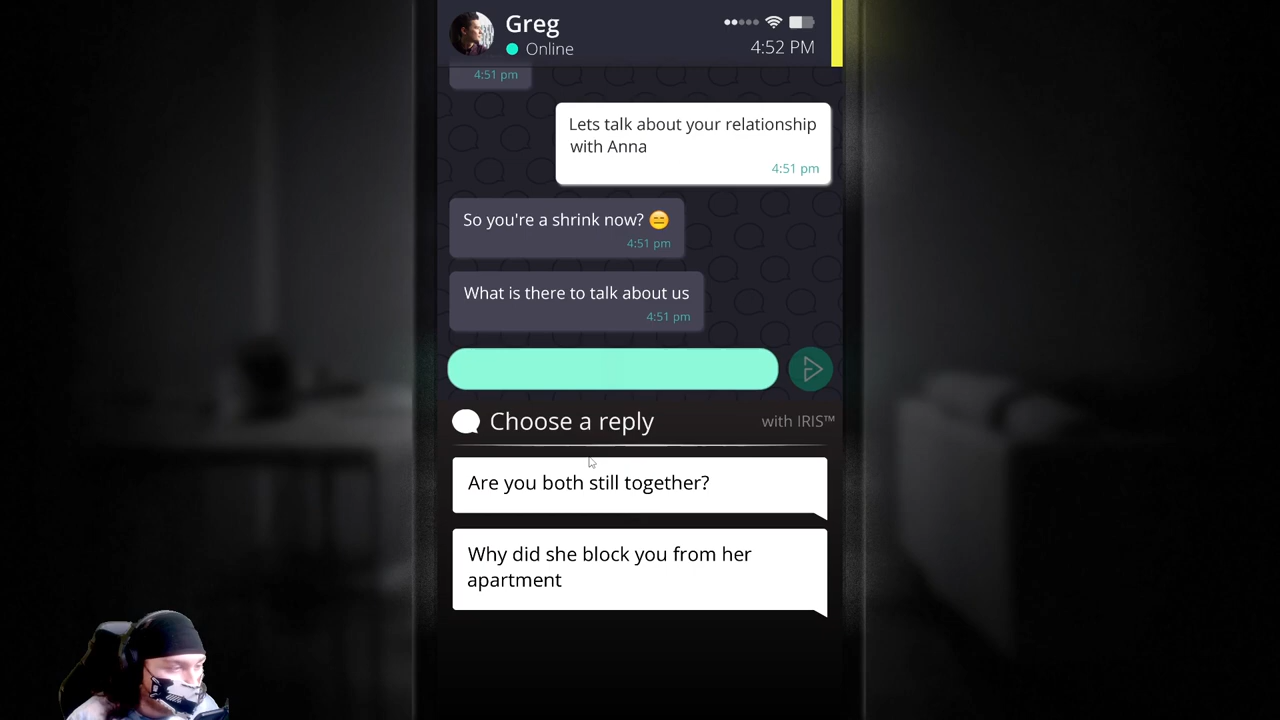 Greg
Online
4:52 PM
4:51 pm
Lets talk about your relationship
with Anna
4:51 pm
So you're a shrink now? 😑
4:51 pm
What is there to talk about us
4:51 pm
Choose a reply
with IRIS™
Are you both still together?
Why did she block you from her
apartment